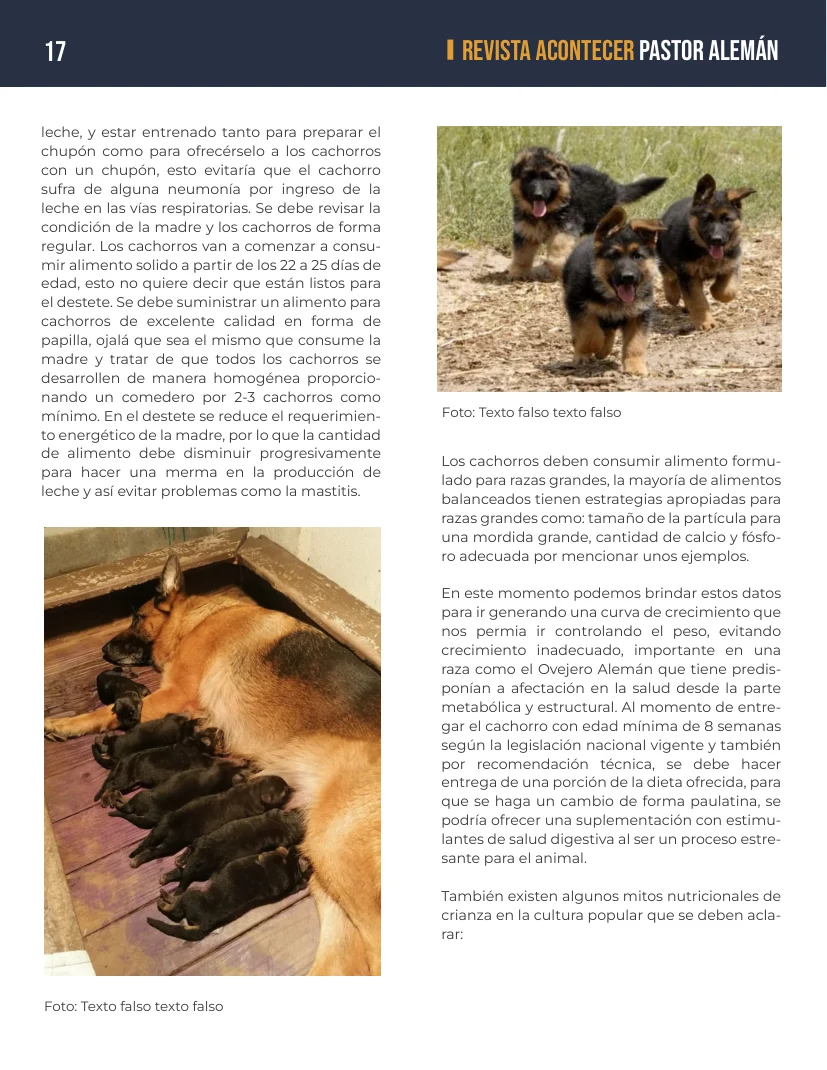 17
REVISTA ACONTECER PASTOR ALEMÁN
leche, y estar entrenado tanto para preparar el
chupón como para ofrecérselo a los cachorros
con un chupón, esto evitaría que el cachorro
sufra de alguna neumonía por ingreso de la
leche en las vías respiratorias. Se debe revisar la
condición de la madre y los cachorros de forma
regular. Los cachorros van a comenzar a consu-
mir alimento solido a partir de los 22 a 25 días de
edad, esto no quiere decir que están listos para
el destete. Se debe suministrar un alimento para
cachorros de excelente calidad en forma de
papilla, ojalá que sea el mismo que consume la
madre y tratar de que todos los cachorros se
desarrollen de manera homogénea proporcio-
nando un comedero por 2-3 cachorros como
mínimo. En el destete se reduce el requerimien-
to energético de la madre, por lo que la cantidad
de alimento debe disminuir progresivamente
para hacer una merma en la producción de
leche y así evitar problemas como la mastitis.
Foto: Texto falso texto falso
Foto: Texto falso texto falso
Los cachorros deben consumir alimento formu-
lado para razas grandes, la mayoría de alimentos
balanceados tienen estrategias apropiadas para
razas grandes como: tamaño de la partícula para
una mordida grande, cantidad de calcio y fósfo-
ro adecuada por mencionar unos ejemplos.
En este momento podemos brindar estos datos
para ir generando una curva de crecimiento que
nos permia ir controlando el peso, evitando
crecimiento inadecuado, importante en una
raza como el Ovejero Alemán que tiene predis-
ponían a afectación en la salud desde la parte
metabólica y estructural. Al momento de entre-
gar el cachorro con edad mínima de 8 semanas
según la legislación nacional vigente y también
por recomendación técnica, se debe hacer
entrega de una porción de la dieta ofrecida, para
que se haga un cambio de forma paulatina, se
podría ofrecer una suplementación con estimu-
lantes de salud digestiva al ser un proceso estre-
sante para el animal.
También existen algunos mitos nutricionales de
crianza en la cultura popular que se deben acla-
rar: